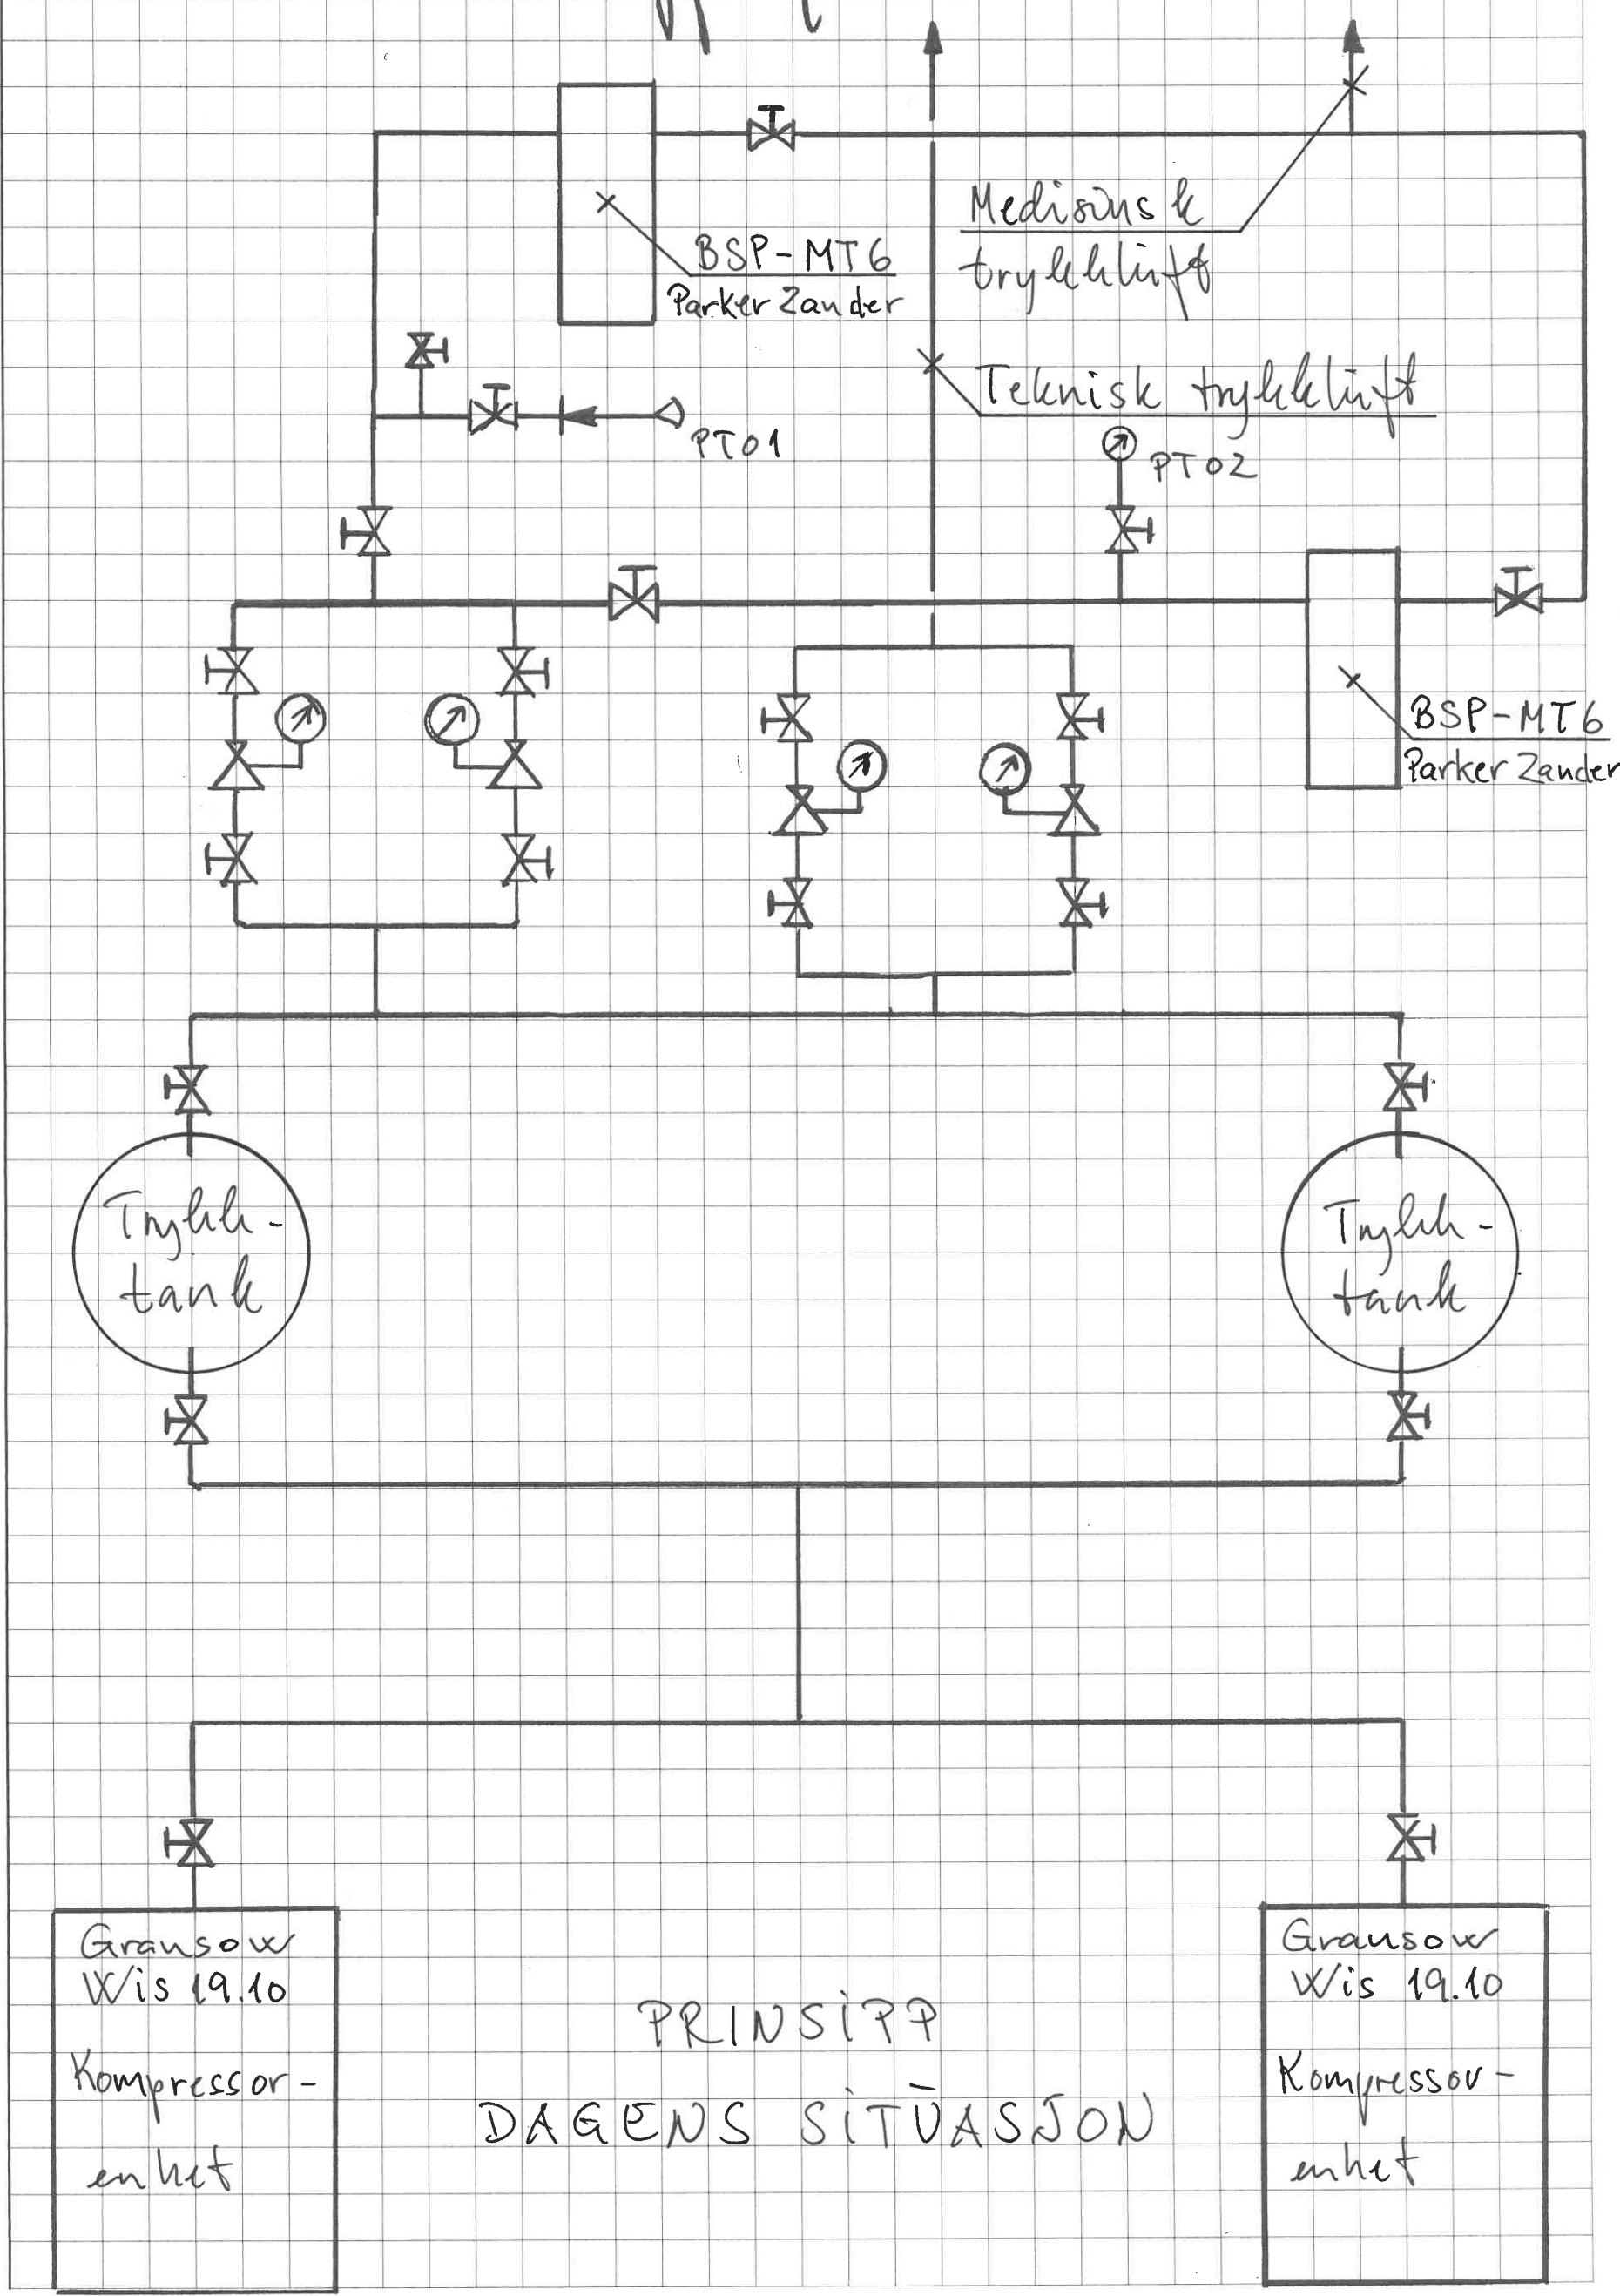 Medisinsk
trykkluft
BSP-MT6
Parker Zander
Teknisk trykkluft
PT01
PT02
BSP-MT6
Parker Zander
Trykk-
tank
Trykk-
tank
Gransow
Wis 19.10
Kompressor-
enhet
Gransow
Wis 19.10
Kompressor-
enhet
PRINSIPP
DAGENS SITUASJON